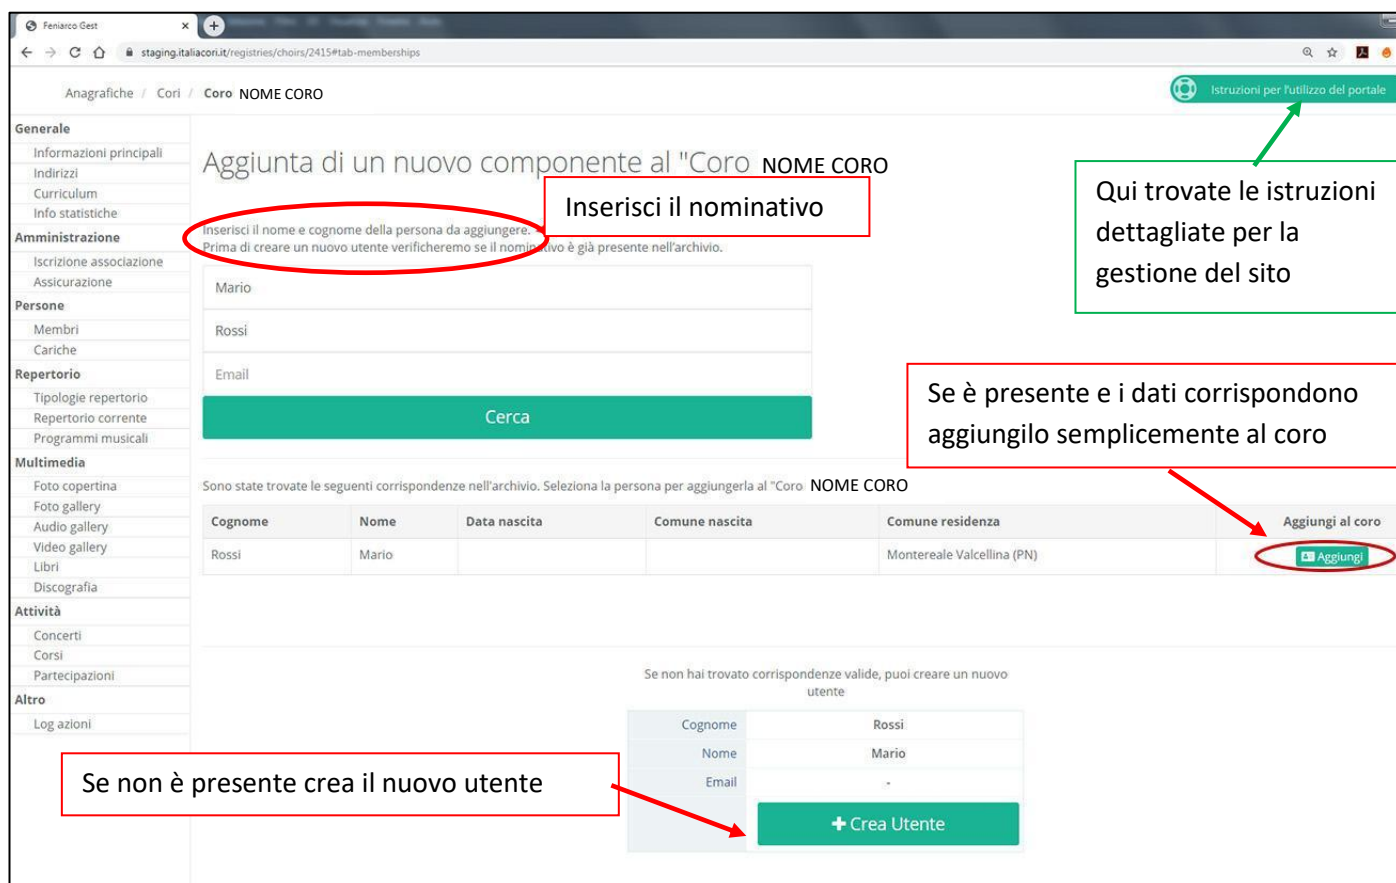 Feniarco Gest
staging.italiacori.it/registries/choirs/2415#tab-memberships
Anagrafiche / Cori / Coro NOME CORO
Istruzioni per l'utilizzo del portale
Generale
Informazioni principali
Indirizzi
Curriculum
Info statistiche
Amministrazione
Iscrizione associazione
Assicurazione
Persone
Membri
Cariche
Repertorio
Tipologie repertorio
Repertorio corrente
Programmi musicali
Multimedia
Foto copertina
Foto gallery
Audio gallery
Video gallery
Libri
Discografia
Attività
Concerti
Corsi
Partecipazioni
Altro
Log azioni
Aggiunta di un nuovo componente al "Coro NOME CORO
Inserisci il nominativo
Qui trovate le istruzioni
dettagliate per la
gestione del sito
Inserisci il nome e cognome della persona da aggiungere.
Prima di creare un nuovo utente verificheremo se il nominativo è già presente nell'archivio.
Mario
Rossi
Email
Cerca
Se è presente e i dati corrispondono
aggiungilo semplicemente al coro
Sono state trovate le seguenti corrispondenze nell'archivio. Seleziona la persona per aggiungerla al "Coro NOME CORO
Cognome Nome Data nascita Comune nascita Comune residenza Aggiungi al coro
Rossi Mario Montereale Valcellina (PN) Aggiungi
Se non hai trovato corrispondenze valide, puoi creare un nuovo
utente
Cognome Rossi
Nome Mario
Email -
+ Crea Utente
Se non è presente crea il nuovo utente